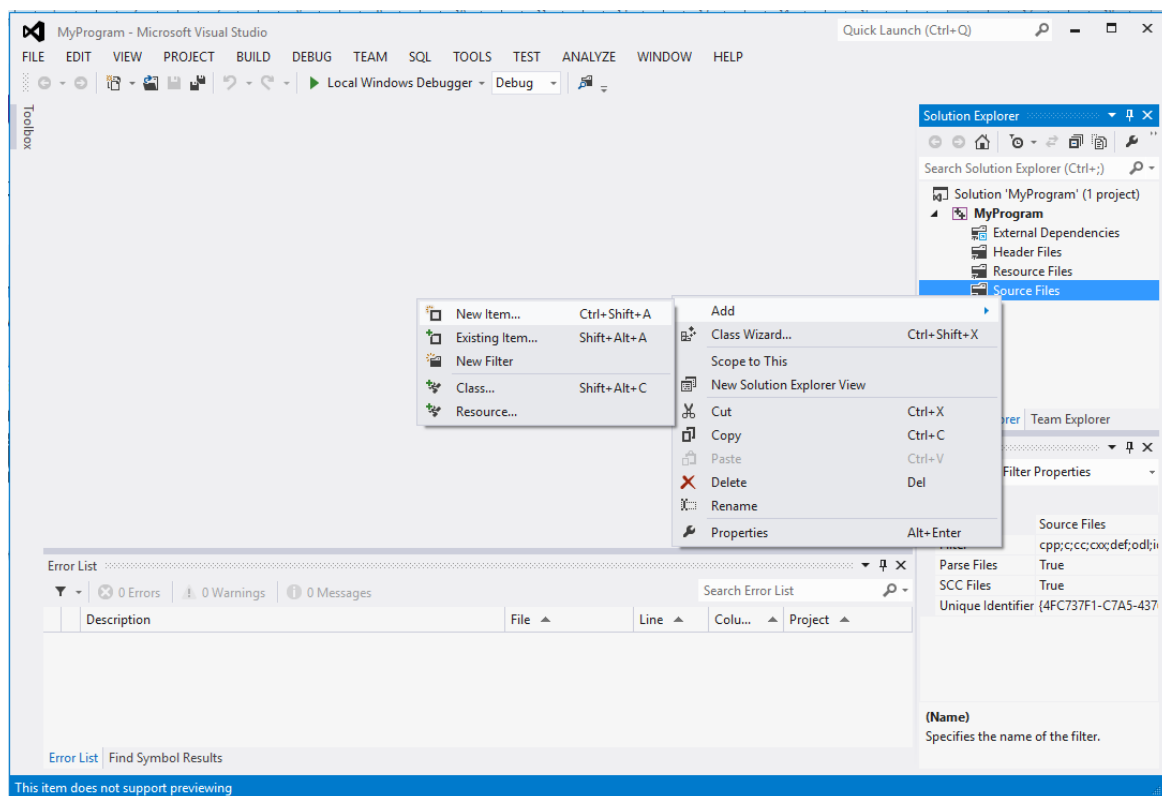 MyProgram - Microsoft Visual Studio
Quick Launch (Ctrl+Q)
FILE EDIT VIEW PROJECT BUILD DEBUG TEAM SQL TOOLS TEST ANALYZE WINDOW HELP
Local Windows Debugger Debug
Toolbox
Solution Explorer
Search Solution Explorer (Ctrl+;)
Solution 'MyProgram' (1 project)
MyProgram
External Dependencies
Header Files
Resource Files
Source Files
New Item... Ctrl+Shift+A
Existing Item... Shift+Alt+A
New Filter
Class... Shift+Alt+C
Resource...
Add
Class Wizard... Ctrl+Shift+X
Scope to This
New Solution Explorer View
Cut Ctrl+X
Copy Ctrl+C
Paste Ctrl+V
Delete Del
Rename
Properties Alt+Enter
Team Explorer
Filter Properties
Source Files
cpp;c;cc;cxx;def;odl;
Parse Files True
SCC Files True
Unique Identifier {4FC737F1-C7A5-437
Error List
0 Errors 0 Warnings 0 Messages
Search Error List
Description File Line Colu... Project
(Name)
Specifies the name of the filter.
Error List Find Symbol Results
This item does not support previewing